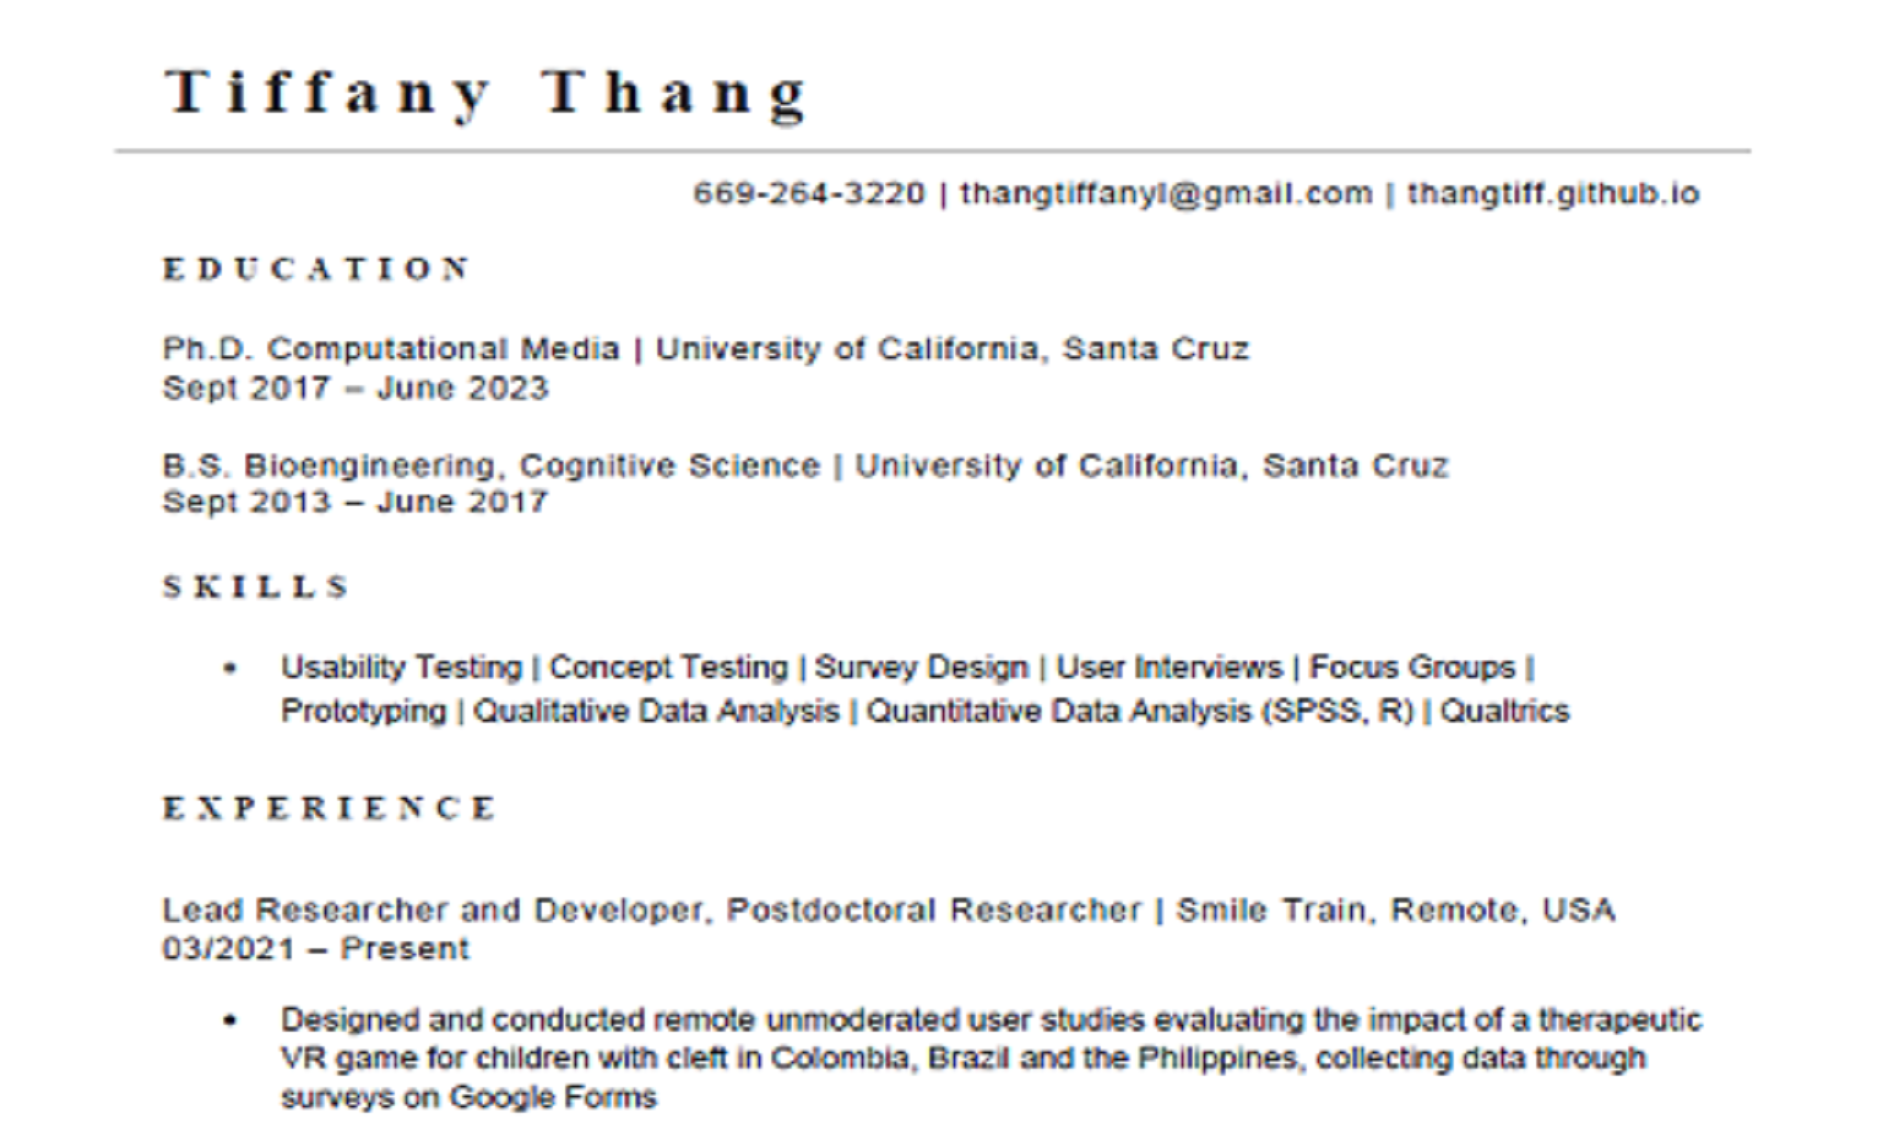 Tiffany Thang
669-264-3220 | thangtiffanyl@gmail.com | thangtiff.github.io
EDUCATION
Ph.D. Computational Media | University of California, Santa Cruz
Sept 2017 – June 2023
B.S. Bioengineering, Cognitive Science | University of California, Santa Cruz
Sept 2013 – June 2017
SKILLS
• Usability Testing | Concept Testing | Survey Design | User Interviews | Focus Groups |
Prototyping | Qualitative Data Analysis | Quantitative Data Analysis (SPSS, R) | Qualtrics
EXPERIENCE
Lead Researcher and Developer, Postdoctoral Researcher | Smile Train, Remote, USA
03/2021 – Present
• Designed and conducted remote unmoderated user studies evaluating the impact of a therapeutic
VR game for children with cleft in Colombia, Brazil and the Philippines, collecting data through
surveys on Google Forms